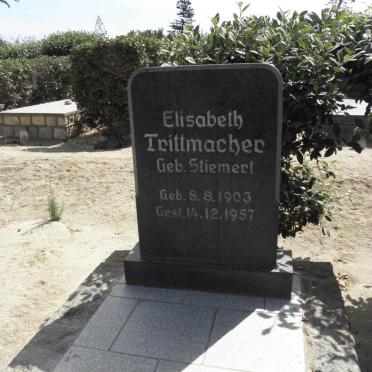 Elisabeth
Trittmacher
Geb. Stiemert
Geb. 8.8.1903
Gest. 14.12.1957